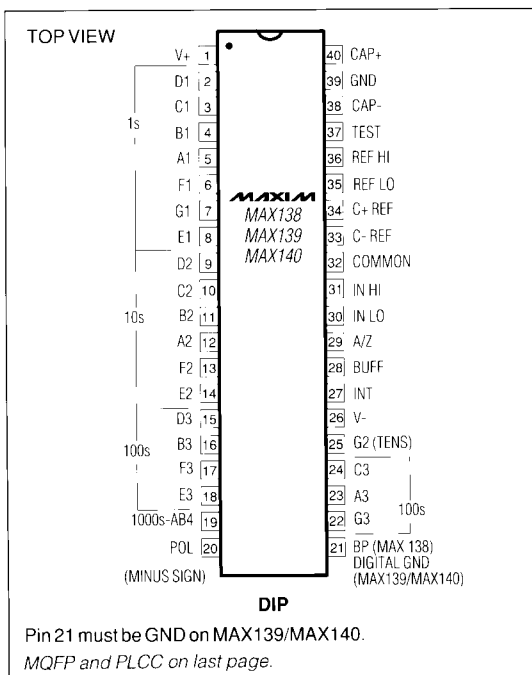 TOP VIEW
V+ 1
D1 2
C1 3
B1 4
A1 5
F1 6
G1 7
E1 8
D2 9
C2 10
B2 11
A2 12
F2 13
E2 14
D3 15
B3 16
F3 17
E3 18
1000s-AB4 19
POL 20
(MINUS SIGN)
1s
10s
100s
MAXIM
MAX138
MAX139
MAX140
40 CAP+
39 GND
38 CAP-
37 TEST
36 REF HI
35 REF LO
34 C+ REF
33 C- REF
32 COMMON
31 IN HI
30 IN LO
29 A/Z
28 BUFF
27 INT
26 V-
25 G2 (TENS)
24 C3
23 A3
22 G3
100s
21 BP (MAX 138)
DIGITAL GND
(MAX139/MAX140)
DIP
Pin 21 must be GND on MAX139/MAX140.
MQFP and PLCC on last page.